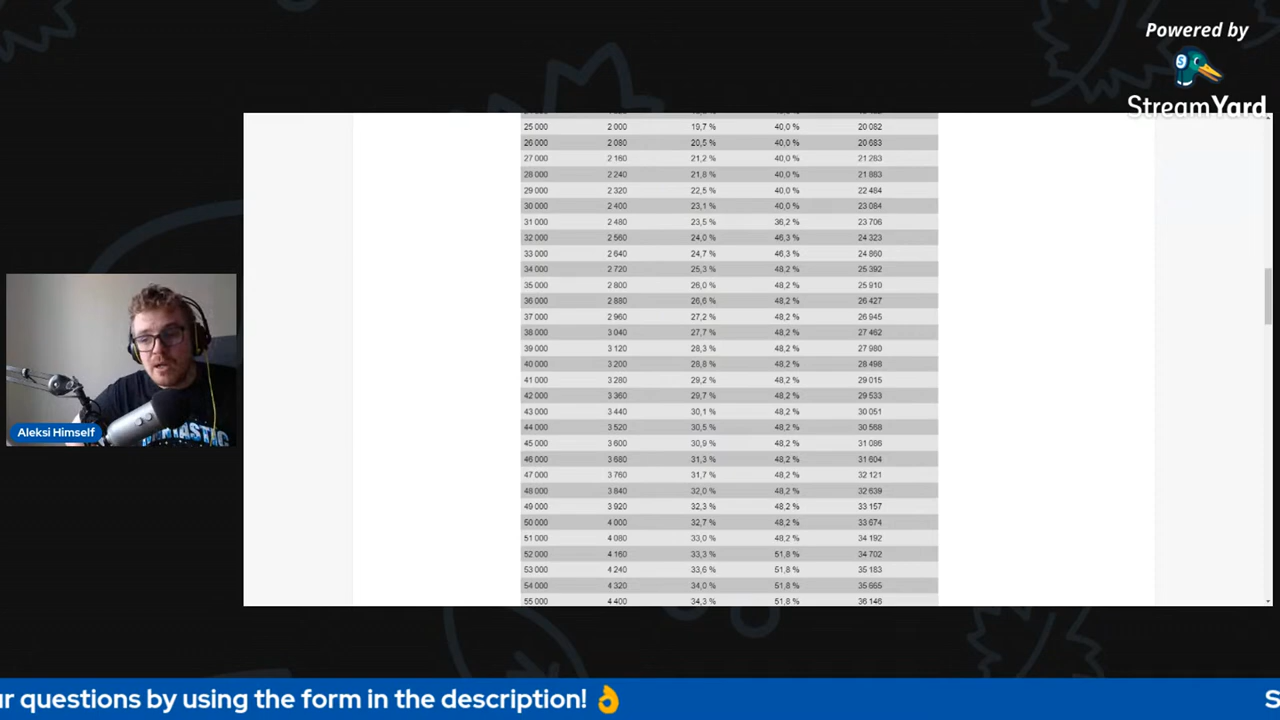 Powered by
StreamYard
25 000 2 000 19,7 % 40,0 % 20 082
26 000 2 080 20,5 % 40,0 % 20 683
27 000 2 160 21,2 % 40,0 % 21 283
28 000 2 240 21,8 % 40,0 % 21 883
29 000 2 320 22,5 % 40,0 % 22 484
30 000 2 400 23,1 % 40,0 % 23 084
31 000 2 480 23,5 % 36,2 % 23 706
32 000 2 560 24,0 % 46,3 % 24 323
33 000 2 640 24,7 % 46,3 % 24 860
34 000 2 720 25,3 % 48,2 % 25 392
35 000 2 800 26,0 % 48,2 % 25 910
36 000 2 880 26,6 % 48,2 % 26 427
37 000 2 960 27,2 % 48,2 % 26 945
38 000 3 040 27,7 % 48,2 % 27 462
39 000 3 120 28,3 % 48,2 % 27 980
40 000 3 200 28,8 % 48,2 % 28 498
41 000 3 280 29,2 % 48,2 % 29 015
42 000 3 360 29,7 % 48,2 % 29 533
43 000 3 440 30,1 % 48,2 % 30 051
44 000 3 520 30,5 % 48,2 % 30 568
45 000 3 600 30,9 % 48,2 % 31 086
46 000 3 680 31,3 % 48,2 % 31 604
47 000 3 760 31,7 % 48,2 % 32 121
48 000 3 840 32,0 % 48,2 % 32 639
49 000 3 920 32,3 % 48,2 % 33 157
50 000 4 000 32,7 % 48,2 % 33 674
51 000 4 080 33,0 % 48,2 % 34 192
52 000 4 160 33,3 % 51,8 % 34 702
53 000 4 240 33,6 % 51,8 % 35 183
54 000 4 320 34,0 % 51,8 % 35 665
55 000 4 400 34,3 % 51,8 % 36 146
Aleksi Himself
r questions by using the form in the description! 👌 S